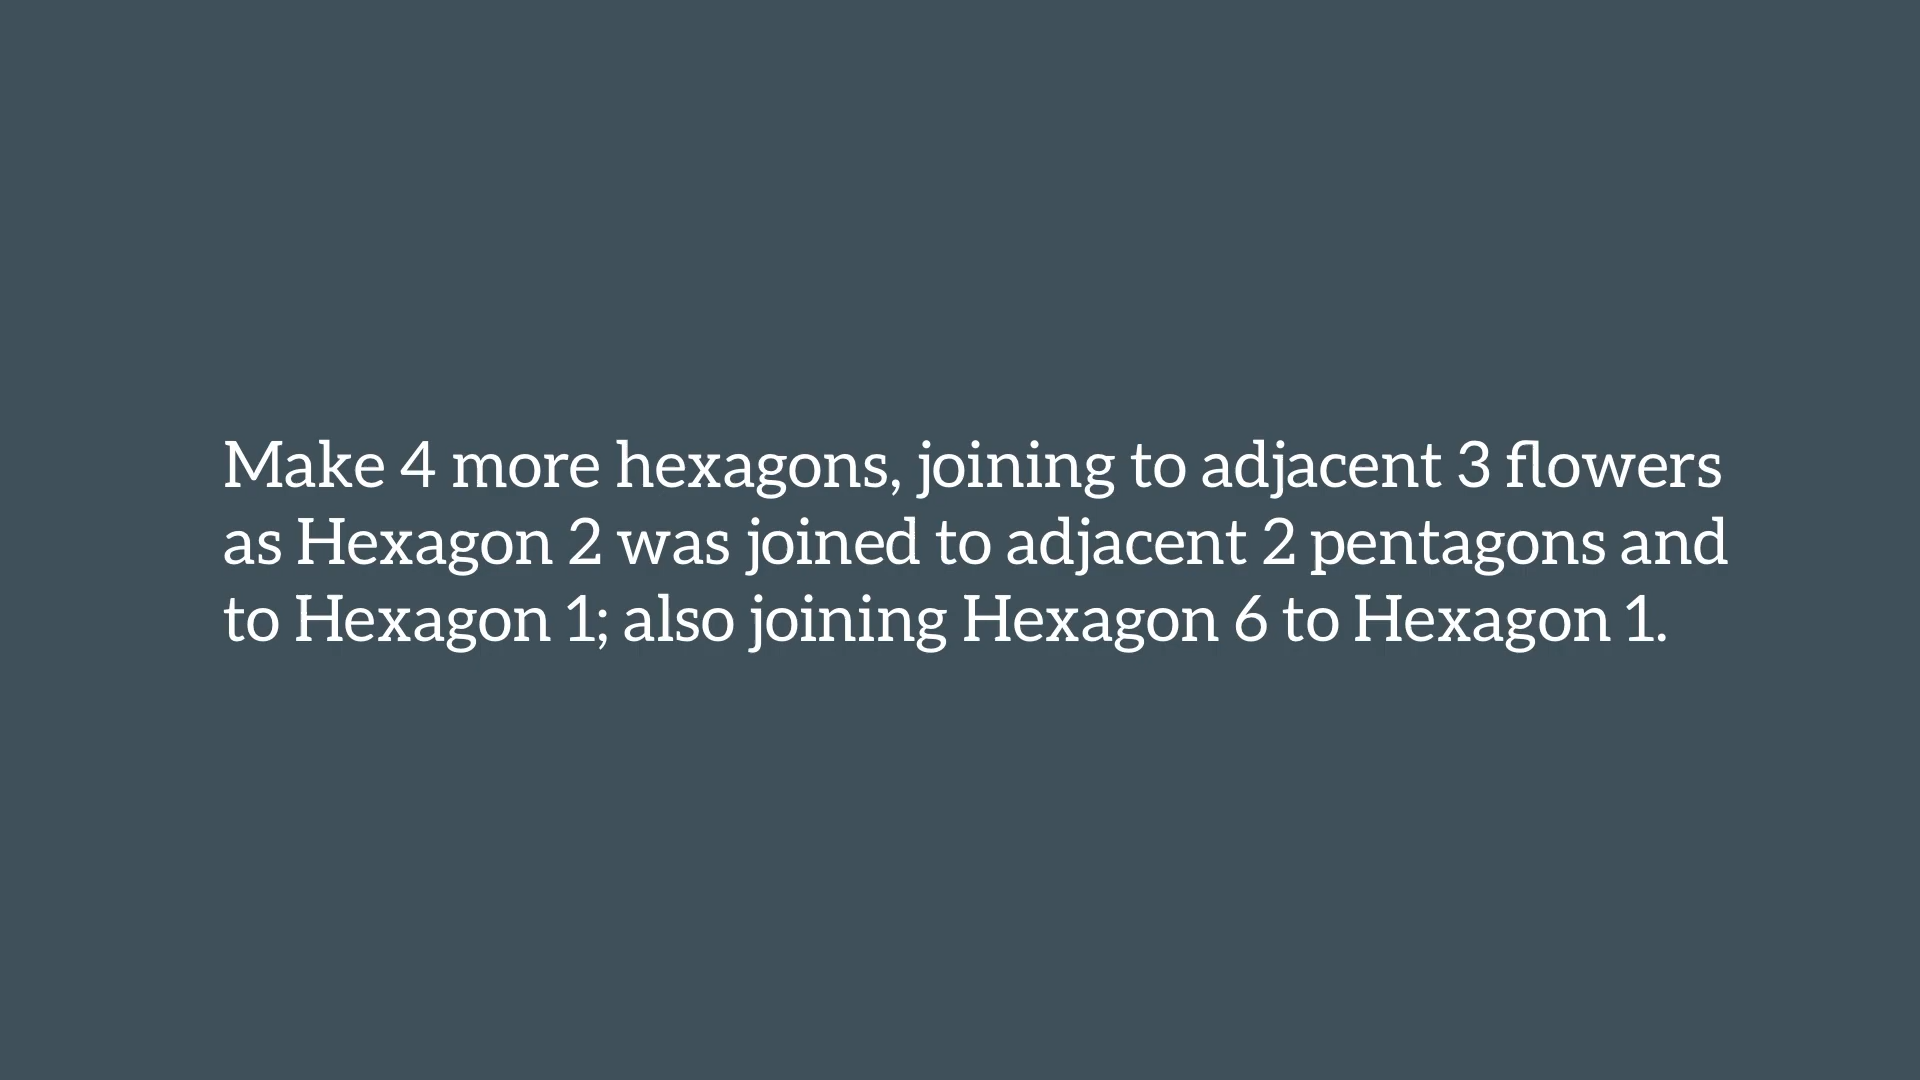 Make 4 more hexagons, joining to adjacent 3 flowers
as Hexagon 2 was joined to adjacent 2 pentagons and
to Hexagon 1; also joining Hexagon 6 to Hexagon 1.